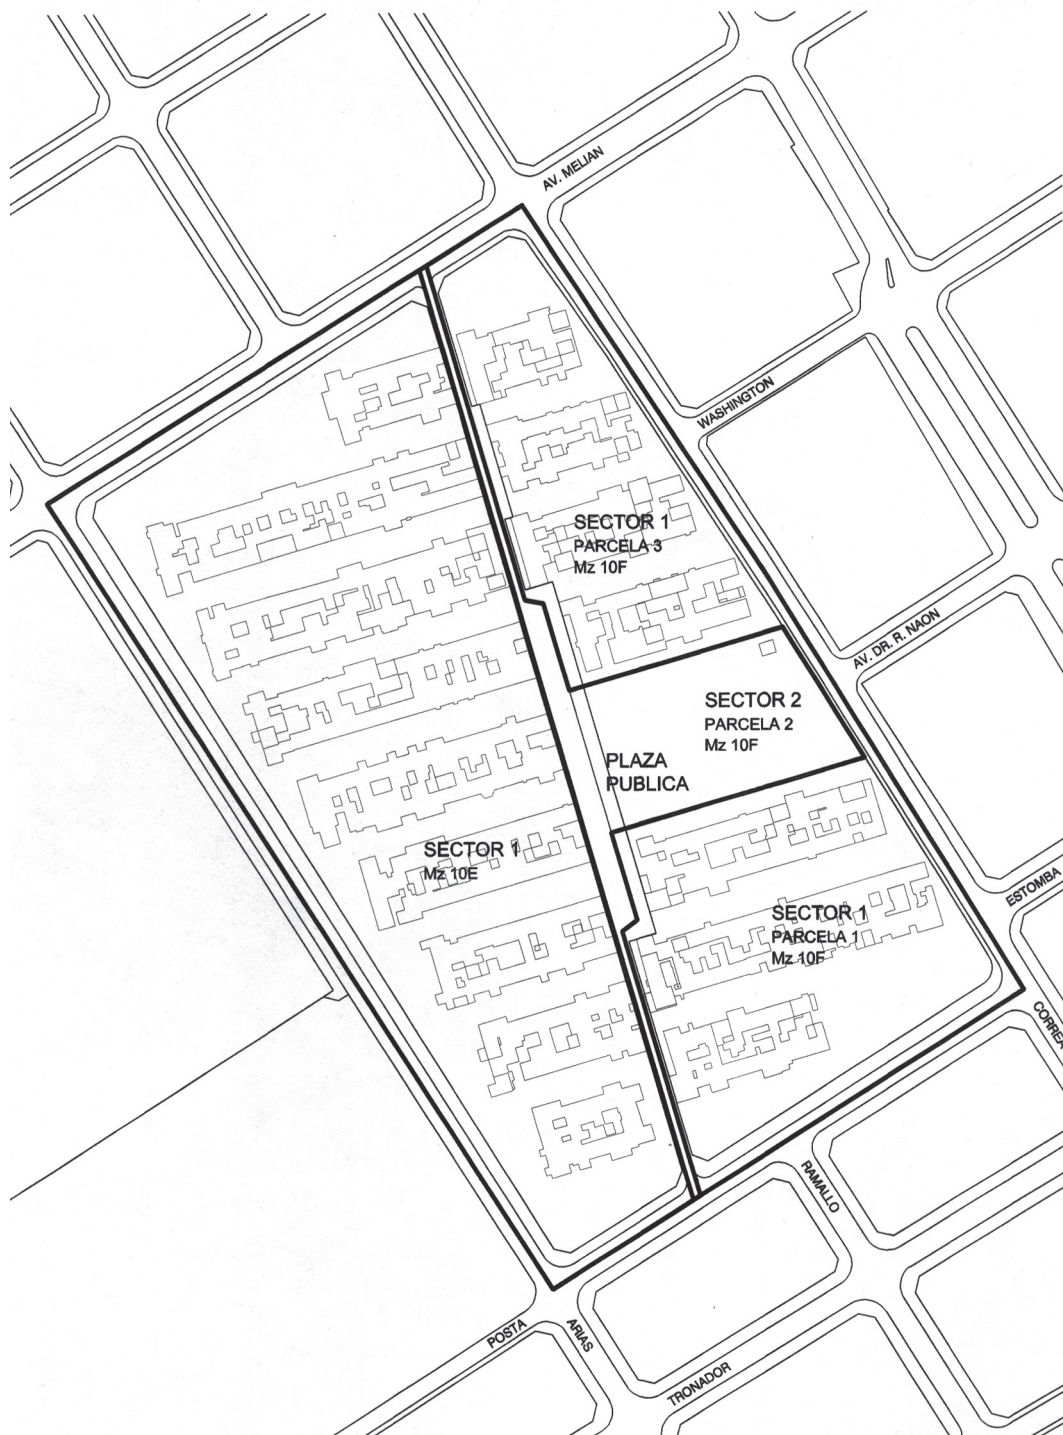 AV. MELIAN
WASHINGTON
SECTOR 1
PARCELA 3
Mz 10F
AV. DR. R. NAON
SECTOR 2
PARCELA 2
Mz 10F
PLAZA
PUBLICA
SECTOR 1
Mz 10E
ESTOMBA
SECTOR 1
PARCELA 1
Mz 10F
CORREA
RAMALLO
POSTA
ARIAS
TRONADOR